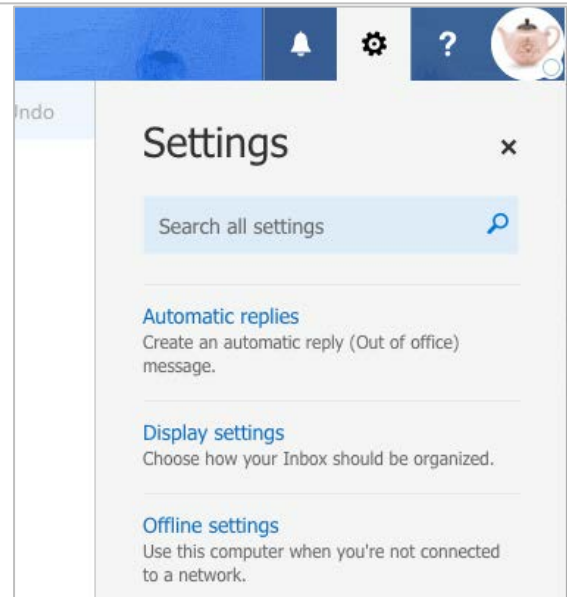 ?
Undo
Settings
×
Search all settings
Automatic replies
Create an automatic reply (Out of office)
message.
Display settings
Choose how your Inbox should be organized.
Offline settings
Use this computer when you're not connected
to a network.